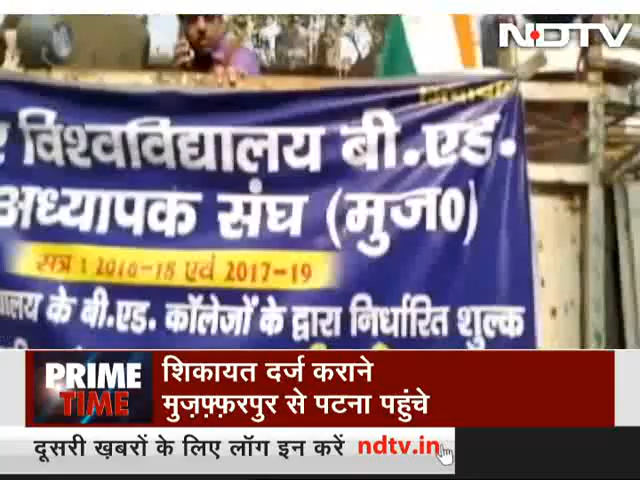 NDTV
र विश्वविद्यालय बी.एड.
अध्यापक संघ (मुज०)
सत्र : 2016-18 एवं 2017-19
यालय के बी.एड. कॉलेजों के द्वारा निर्धारित शुल्क
PRIME
TIME
शिकायत दर्ज कराने
मुज़फ़्फ़रपुर से पटना पहुंचे
दूसरी ख़बरों के लिए लॉग इन करें ndtv.in